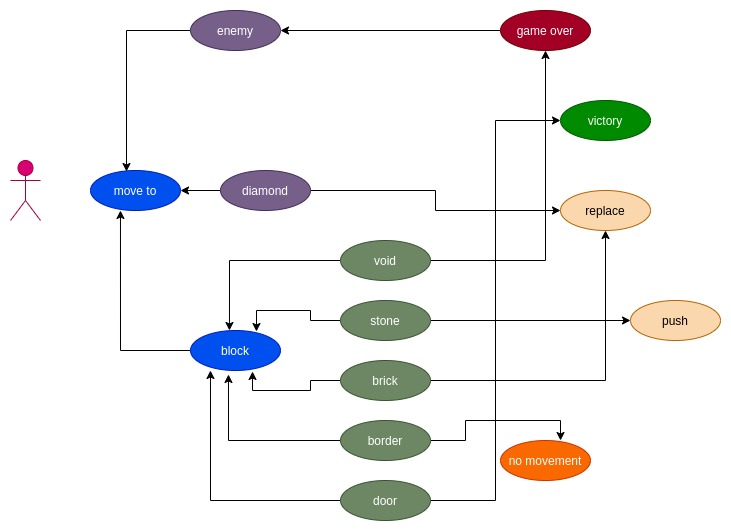 enemy
game over
victory
move to
diamond
replace
void
stone
push
block
brick
border
no movement
door